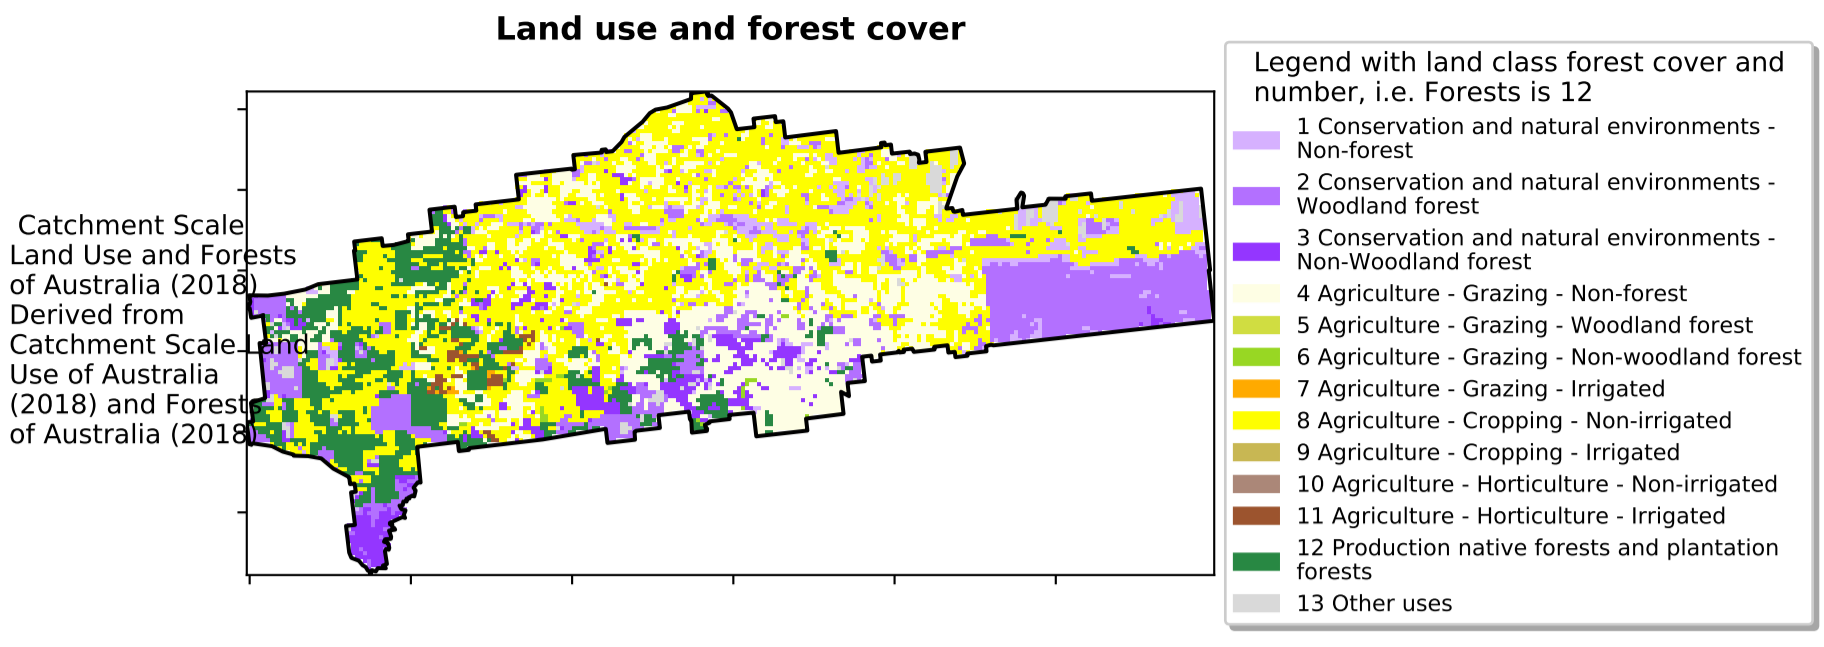 Land use and forest cover
Catchment Scale
Land Use and Forests
of Australia (2018)
Derived from
Catchment Scale Land
Use of Australia
(2018) and Forests
of Australia (2018)
Legend with land class forest cover and
number, i.e. Forests is 12
1 Conservation and natural environments -
Non-forest
2 Conservation and natural environments -
Woodland forest
3 Conservation and natural environments -
Non-Woodland forest
4 Agriculture - Grazing - Non-forest
5 Agriculture - Grazing - Woodland forest
6 Agriculture - Grazing - Non-woodland forest
7 Agriculture - Grazing - Irrigated
8 Agriculture - Cropping - Non-irrigated
9 Agriculture - Cropping - Irrigated
10 Agriculture - Horticulture - Non-irrigated
11 Agriculture - Horticulture - Irrigated
12 Production native forests and plantation
forests
13 Other uses